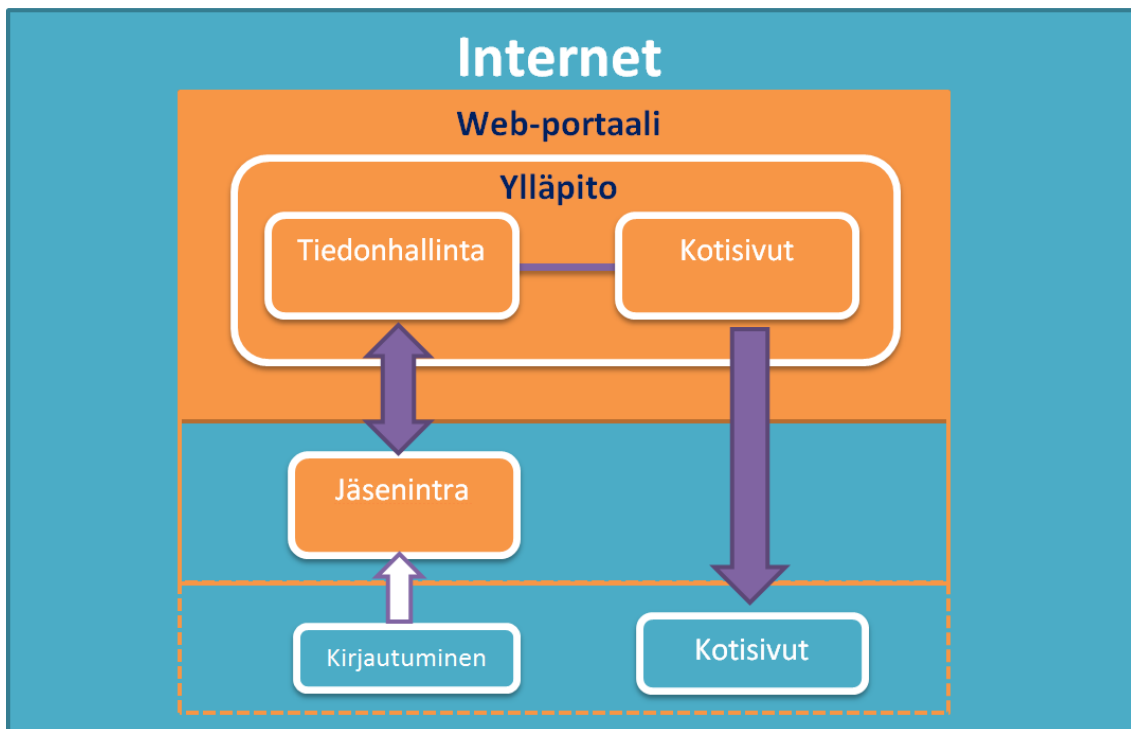 Internet
Web-portaali
Ylläpito
Tiedonhallinta
Kotisivut
Jäsenintra
Kirjautuminen
Kotisivut